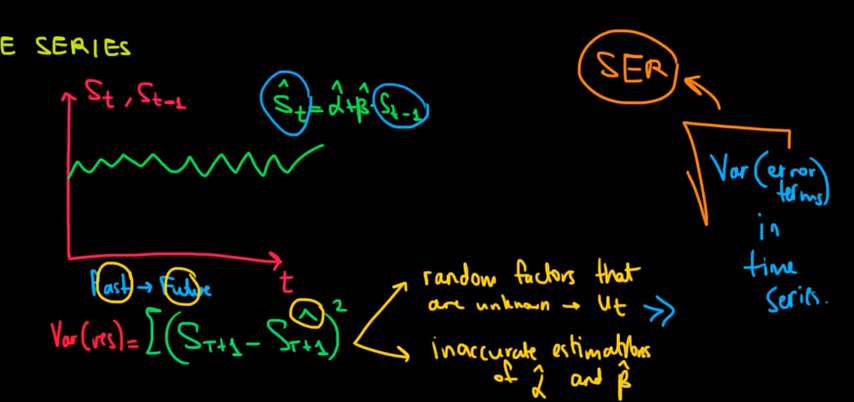 E SERIES
St, St-1
Ŝt = α̂ + β̂ · St-1
t
Past → Future
Var(res) = [(ST+1 - ŜT+1)²
random factors that
are unknown → Ut
inaccurate estimations
of α̂ and β̂
SER
√Var(error
terms)
in
time
series.